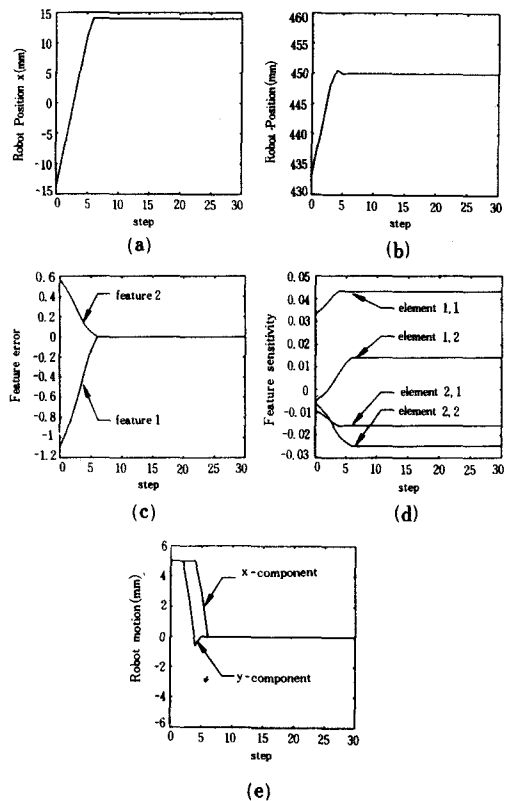 Robot Position x(mm)
15
10
5
0
-5
-10
-15
0 5 10 15 20 25 30
step
(a)
Robot-Position(mm)
460
455
450
445
440
435
430
0 5 10 15 20 25 30
step
(b)
Feature error
0.6
0.4
0.2
0
-0.2
-0.4
-0.6
-0.8
-1
-1.2
feature 2
feature 1
0 5 10 15 20 25 30
step
(c)
Feature sensitivity
0.05
0.04
0.03
0.02
0.01
0
-0.01
-0.02
-0.03
element 1,1
element 1,2
element 2,1
element 2,2
0 5 10 15 20 25 30
step
(d)
Robot motion(mm)
6
4
2
0
-2
-4
-6
x-component
y-component
0 5 10 15 20 25 30
step
(e)